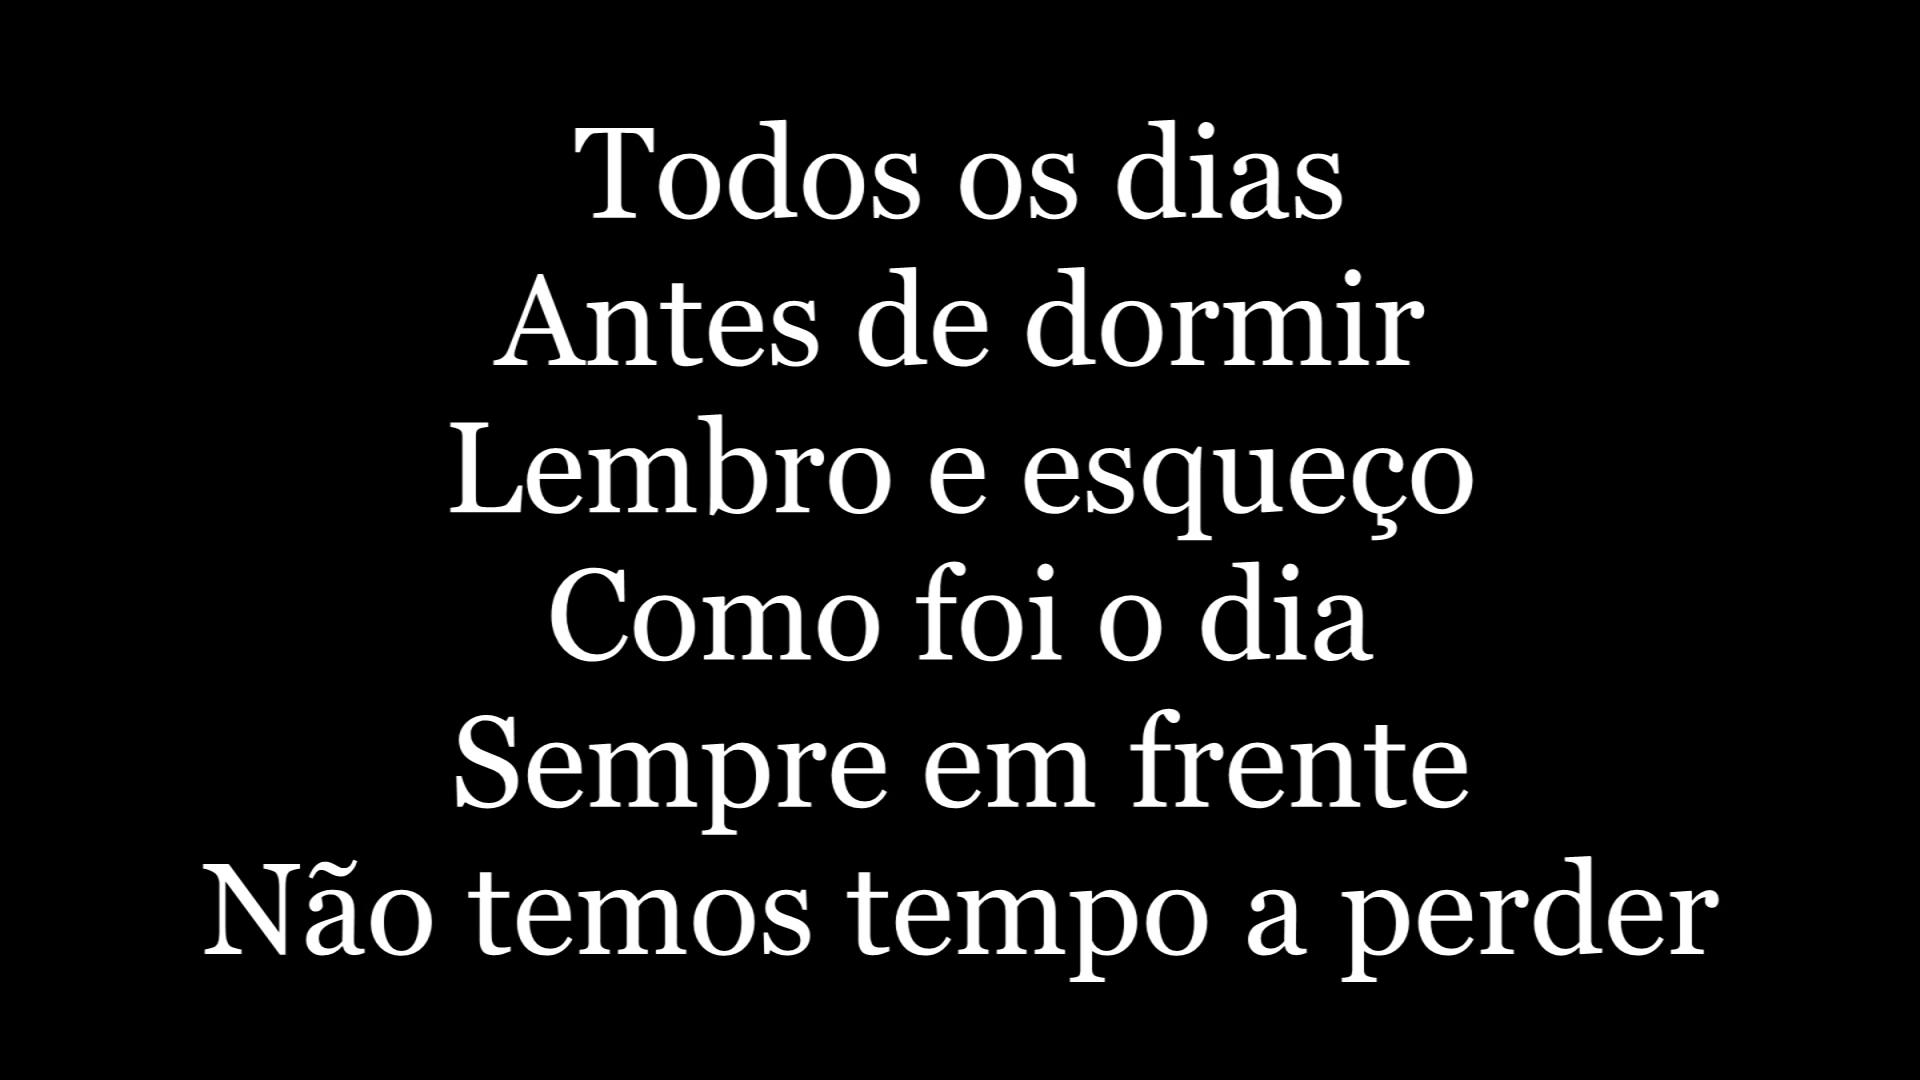 Todos os dias
Antes de dormir
Lembro e esqueço
Como foi o dia
Sempre em frente
Não temos tempo a perder